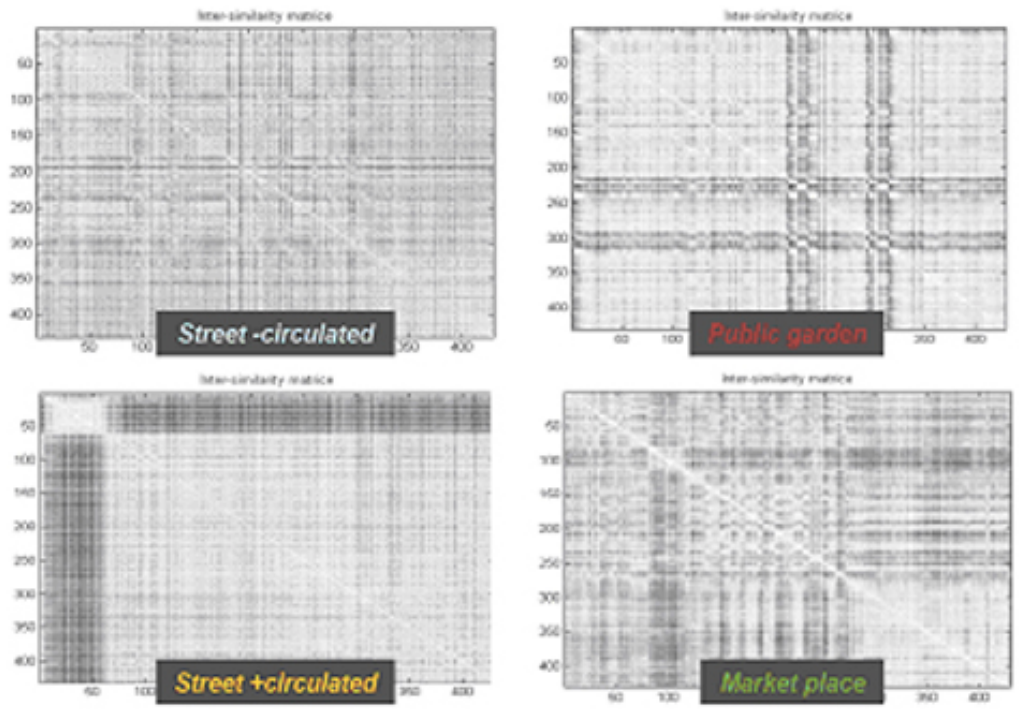 Inter-similarity matrice
50
100
150
200
250
300
350
400
50 100 350 400
Street -circulated
Inter-similarity matrice
50
100
150
200
250
300
350
400
50 100 350 400
Public garden
Inter-similarity matrice
50
100
150
200
250
300
350
400
50 100 350 400
Street +circulated
Inter-similarity matrice
50
100
150
200
250
300
350
400
50 100 350 400
Market place